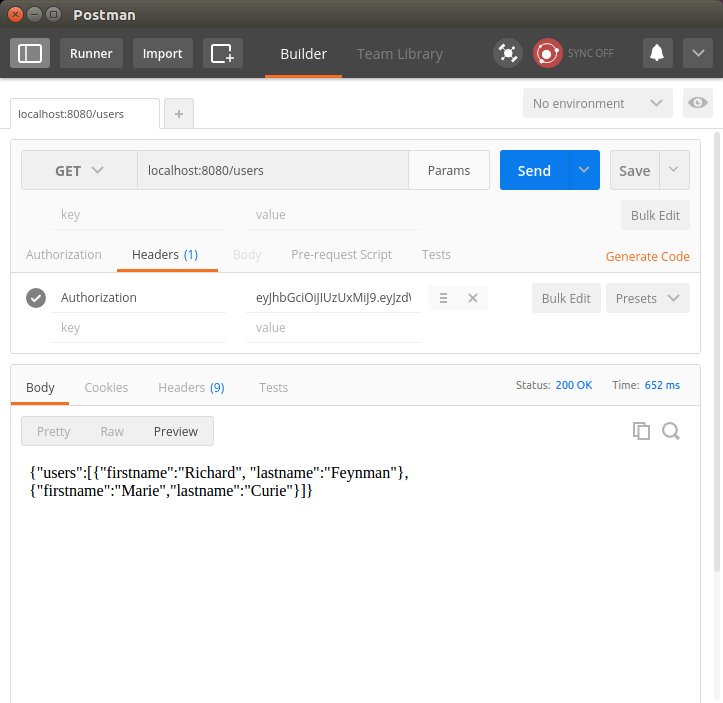 Postman
Runner Import Builder Team Library SYNC OFF
localhost:8080/users + No environment
GET localhost:8080/users Params Send Save
key value Bulk Edit
Authorization Headers (1) Body Pre-request Script Tests Generate Code
Authorization eyJhbGciOiJIUzUxMiJ9.eyJzdV Bulk Edit Presets
key value
Body Cookies Headers (9) Tests Status: 200 OK Time: 652 ms
Pretty Raw Preview
{"users":[{"firstname":"Richard", "lastname":"Feynman"},
{"firstname":"Marie","lastname":"Curie"}]}